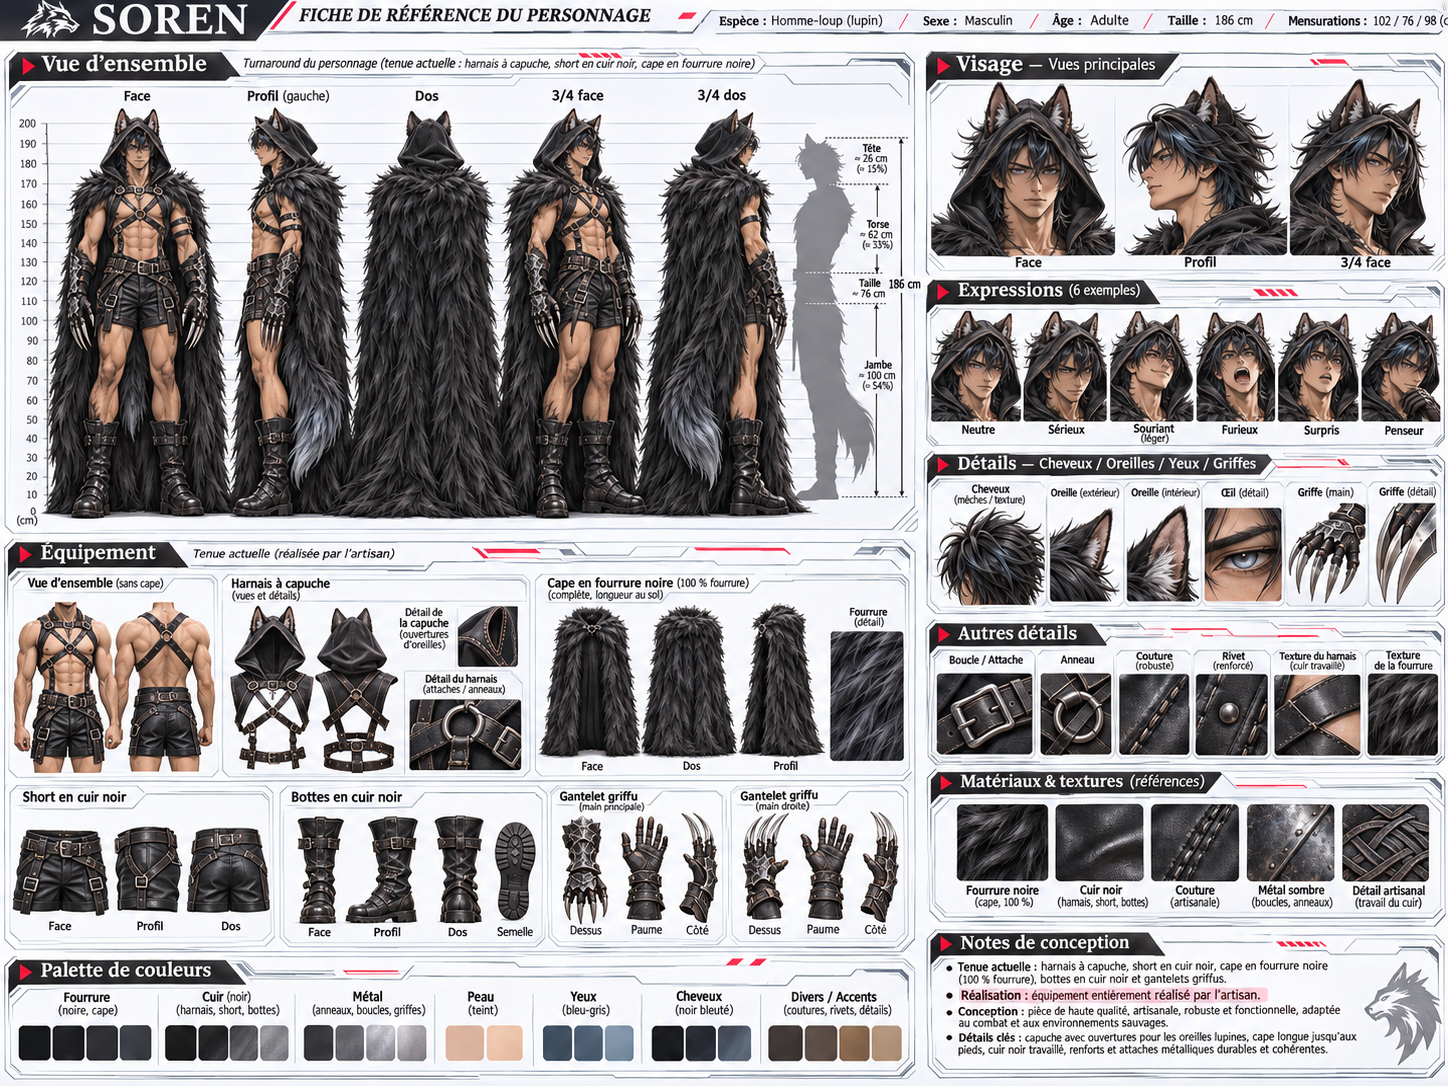 SOREN
FICHE DE RÉFÉRENCE DU PERSONNAGE
Espèce : Homme-loup (lupin) / Sexe : Masculin / Âge : Adulte / Taille : 186 cm / Mensurations : 102 / 76 / 98 (c
Vue d'ensemble
Turnaround du personnage (tenue actuelle : harnais à capuche, short en cuir noir, cape en fourrure noire)
Face
Profil (gauche)
Dos
3/4 face
3/4 dos
200
190
180
170
160
150
140
130
120
110
100
90
80
70
60
50
40
30
20
10
0
(cm)
Tête
≈ 26 cm
(≈ 15%)
Torse
≈ 62 cm
(≈ 33%)
Taille
≈ 76 cm
186 cm
Jambe
≈ 100 cm
(≈ 54%)
Visage — Vues principales
Face
Profil
3/4 face
Expressions (6 exemples)
Neutre
Sérieux
Souriant
(léger)
Furieux
Surpris
Penseur
Détails — Cheveux / Oreilles / Yeux / Griffes
Cheveux
(mèches / texture)
Oreille (extérieur)
Oreille (intérieur)
Œil (détail)
Griffe (main)
Griffe (détail)
Équipement
Tenue actuelle (réalisée par l'artisan)
Vue d'ensemble (sans cape)
Harnais à capuche
(vues et détails)
Détail de
la capuche
(ouvertures
d'oreilles)
Détail du harnais
(attaches / anneaux)
Cape en fourrure noire (100 % fourrure)
(complète, longueur au sol)
Face
Dos
Profil
Fourrure
(détail)
Short en cuir noir
Face
Profil
Dos
Bottes en cuir noir
Face
Profil
Dos
Semelle
Gantelet griffu
(main principale)
Dessus
Paume
Côté
Gantelet griffu
(main droite)
Dessus
Paume
Côté
Autres détails
Boucle / Attache
Anneau
Couture
(robuste)
Rivet
(renforcé)
Texture du harnais
(cuir travaillé)
Texture
de la fourrure
Matériaux & textures (références)
Fourrure noire
(cape, 100 %)
Cuir noir
(harnais, short, bottes)
Couture
(artisanale)
Métal sombre
(boucles, anneaux)
Détail artisanal
(travail du cuir)
Palette de couleurs
Fourrure
(noire, cape)
Cuir (noir)
(harnais, short, bottes)
Métal
(anneaux, boucles, griffes)
Peau
(teint)
Yeux
(bleu-gris)
Cheveux
(noir bleuté)
Divers / Accents
(coutures, rivets, détails)
Notes de conception
• Tenue actuelle : harnais à capuche, short en cuir noir, cape en fourrure noire
(100 % fourrure), bottes en cuir noir et gantelets griffus.
• Réalisation : équipement entièrement réalisé par l'artisan.
• Conception : pièce de haute qualité, artisanale, robuste et fonctionnelle, adaptée
au combat et aux environnements sauvages.
• Détails clés : capuche avec ouvertures pour les oreilles lupines, cape longue jusqu'aux
pieds, cuir noir travaillé, renforts et attaches métalliques durables et cohérentes.